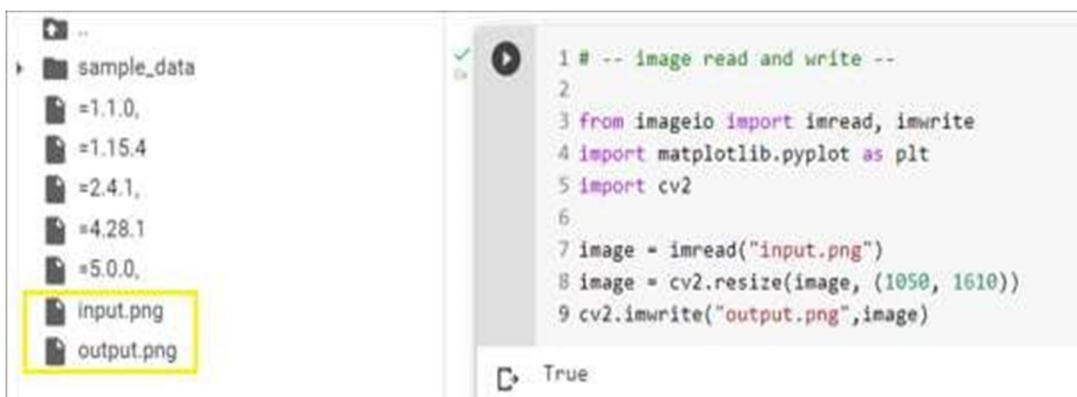 ..
sample_data
=1.1.0,
=1.15.4
=2.4.1,
=4.28.1
=5.0.0,
input.png
output.png
1 # -- image read and write --
2
3 from imageio import imread, imwrite
4 import matplotlib.pyplot as plt
5 import cv2
6
7 image = imread("input.png")
8 image = cv2.resize(image, (1050, 1610))
9 cv2.imwrite("output.png",image)
True